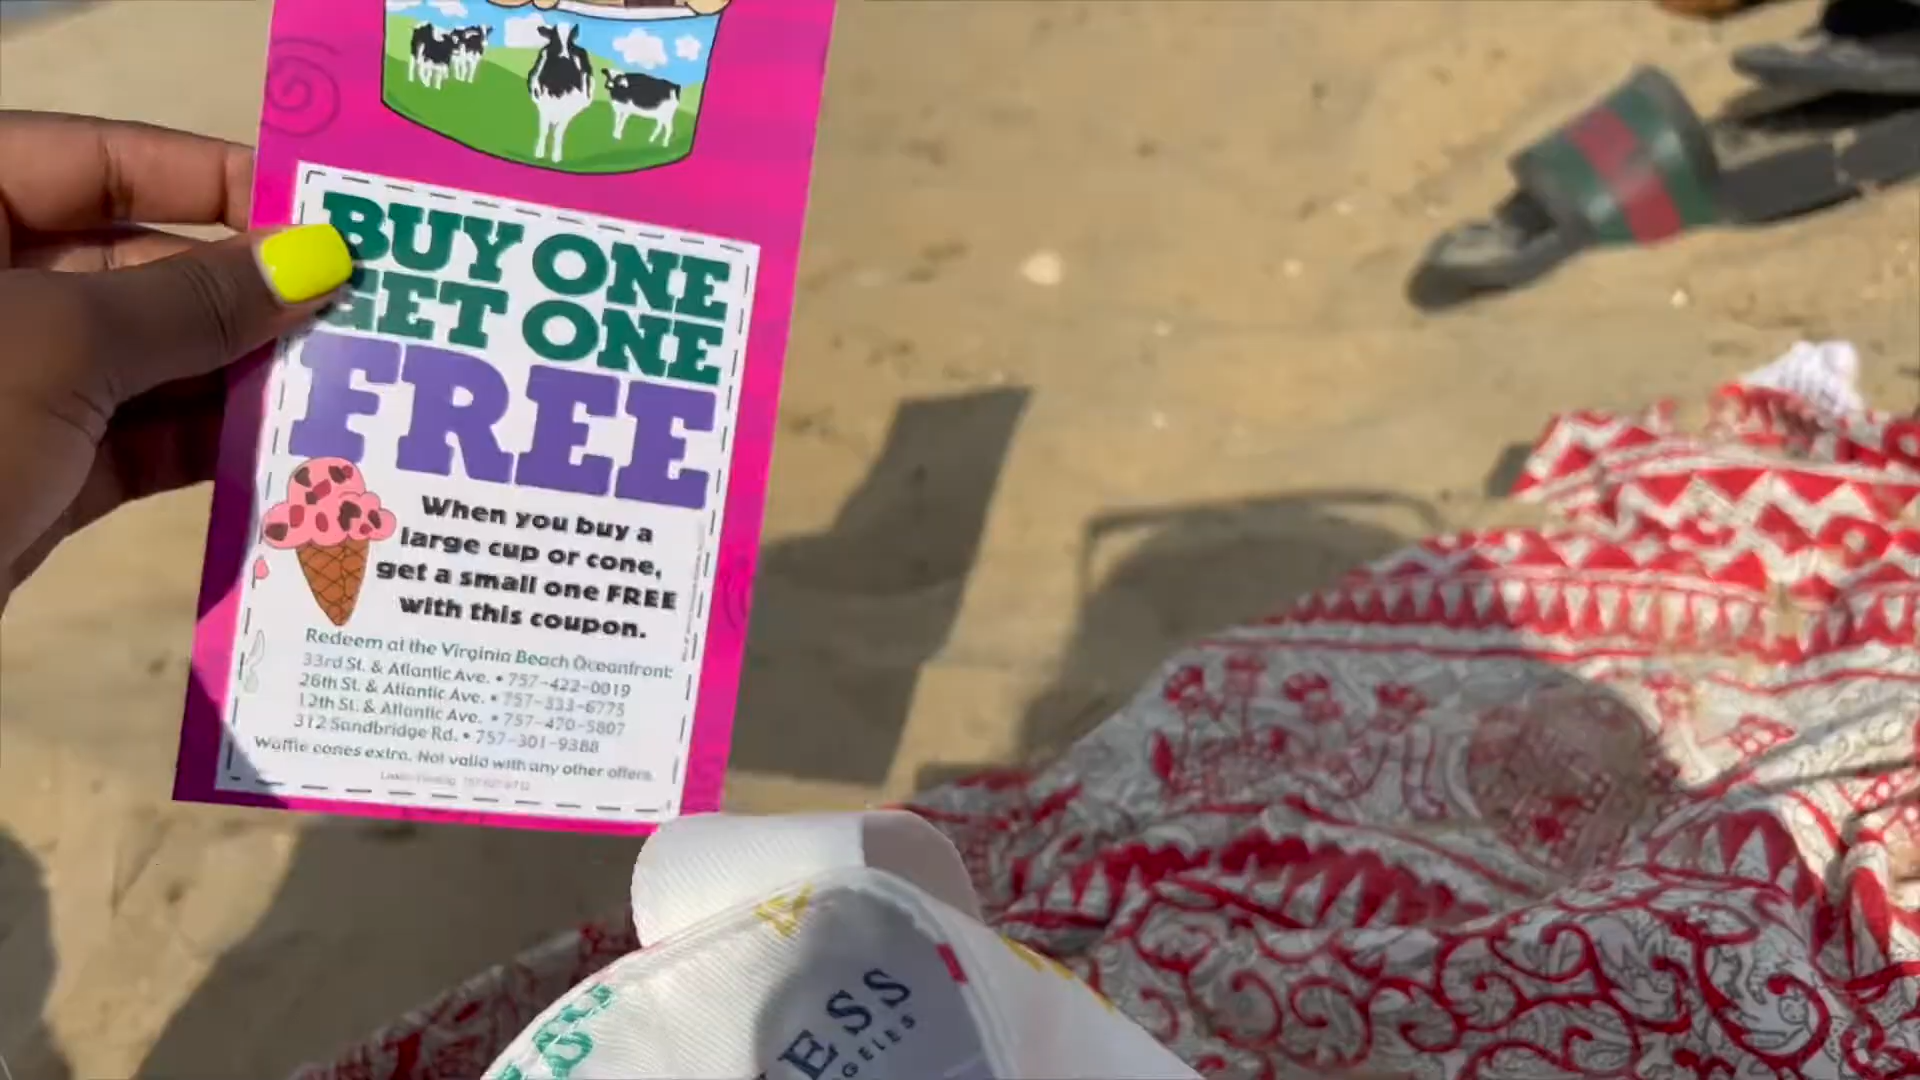 BUY ONE
GET ONE
FREE
When you buy a
large cup or cone,
get a small one FREE
with this coupon.
Redeem at the Virginia Beach Oceanfront:
33rd St. & Atlantic Ave. • 757-422-0019
26th St. & Atlantic Ave. • 757-333-6775
12th St. & Atlantic Ave. • 757-470-5807
312 Sandbridge Rd. • 757-301-9388
Waffle cones extra. Not valid with any other offers.
ESS
GELES